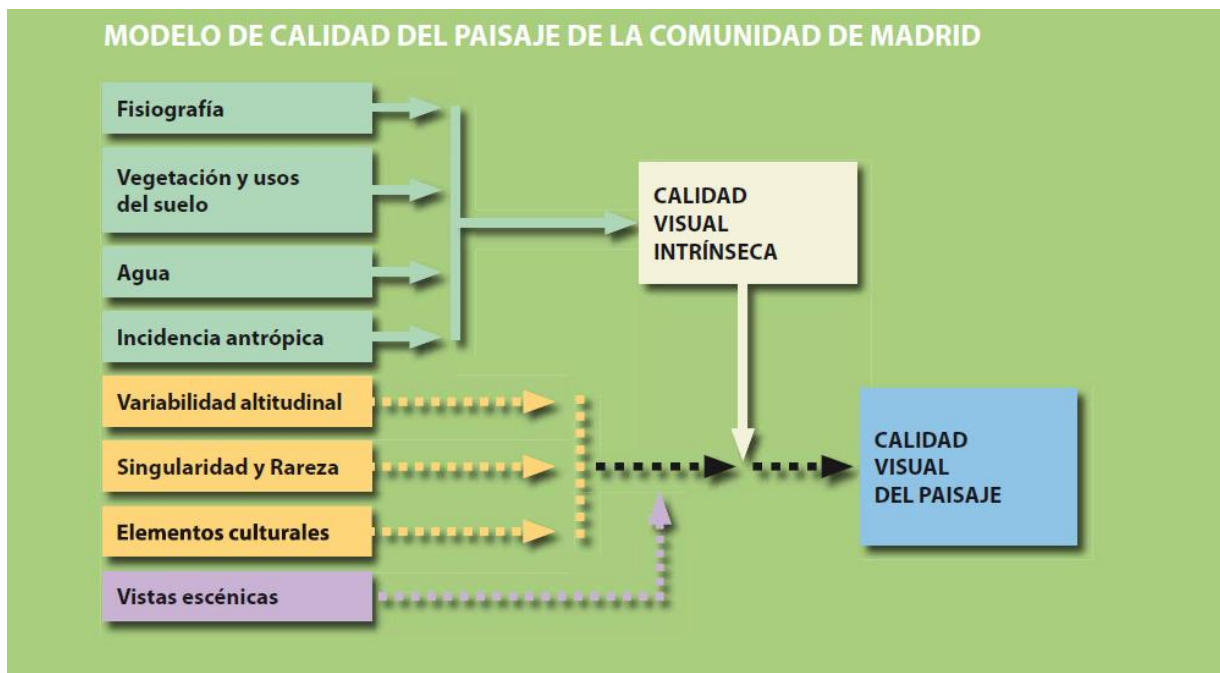 MODELO DE CALIDAD DEL PAISAJE DE LA COMUNIDAD DE MADRID
Fisiografía
Vegetación y usos
del suelo
Agua
Incidencia antrópica
Variabilidad altitudinal
Singularidad y Rareza
Elementos culturales
Vistas escénicas
CALIDAD
VISUAL
INTRÍNSECA
CALIDAD
VISUAL
DEL PAISAJE